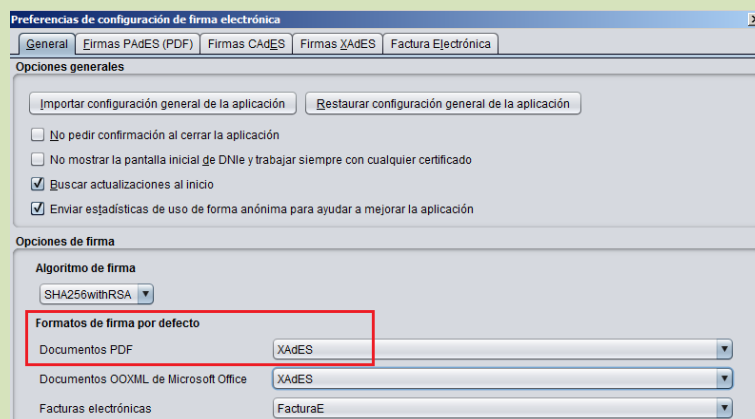 Preferencias de configuración de firma electrónica
General Firmas PAdES (PDF) Firmas CAdES Firmas XAdES Factura Electrónica
Opciones generales
Importar configuración general de la aplicación Restaurar configuración general de la aplicación
No pedir confirmación al cerrar la aplicación
No mostrar la pantalla inicial de DNIe y trabajar siempre con cualquier certificado
Buscar actualizaciones al inicio
Enviar estadísticas de uso de forma anónima para ayudar a mejorar la aplicación
Opciones de firma
Algoritmo de firma
SHA256withRSA
Formatos de firma por defecto
Documentos PDF XAdES
Documentos OOXML de Microsoft Office XAdES
Facturas electrónicas FacturaE